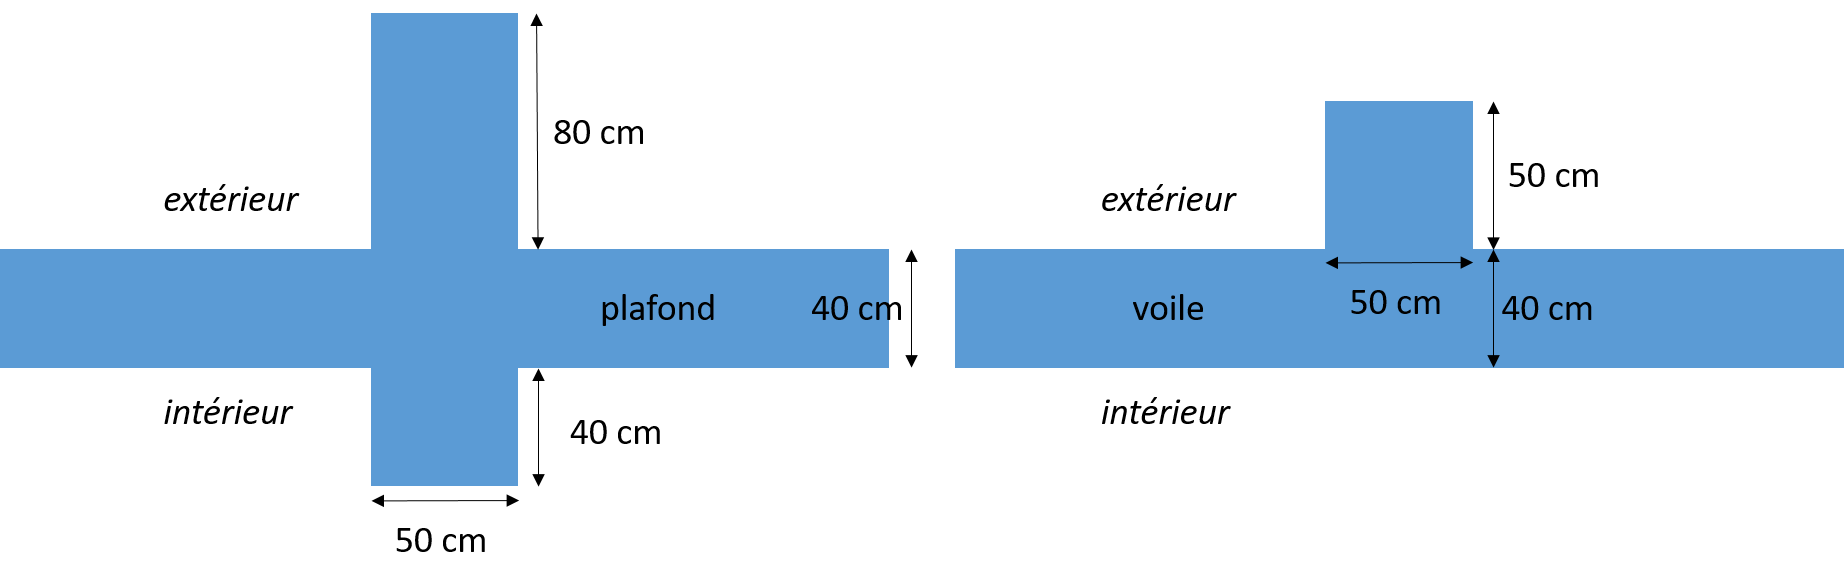 80 cm
extérieur
plafond
40 cm
intérieur
40 cm
50 cm
50 cm
extérieur
50 cm
voile
40 cm
intérieur